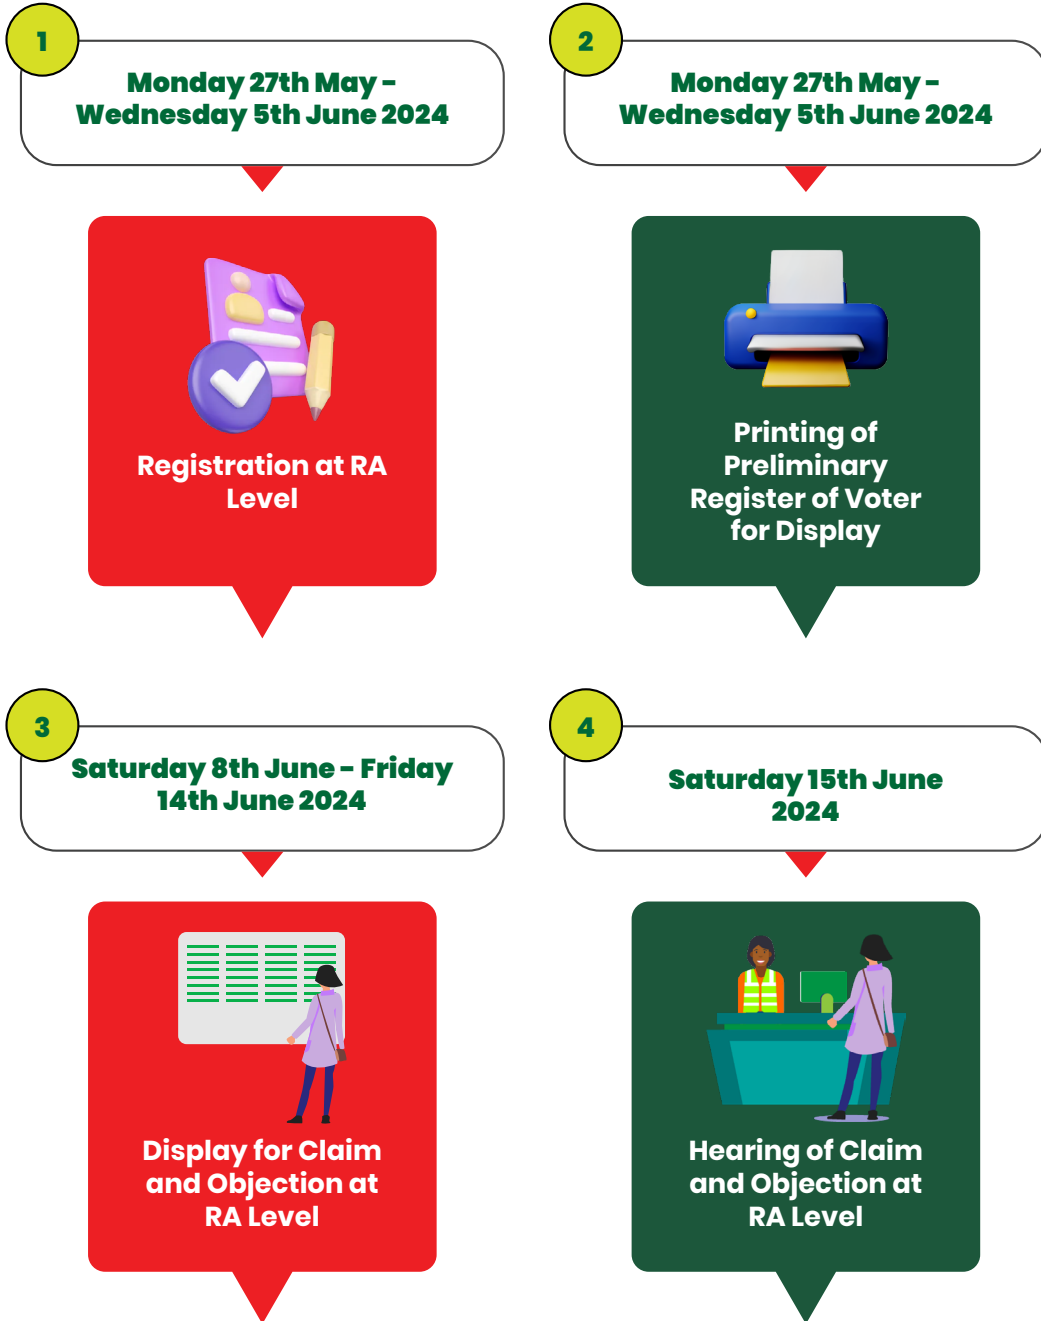 1
Monday 27th May –
Wednesday 5th June 2024
Registration at RA
Level
2
Monday 27th May –
Wednesday 5th June 2024
Printing of
Preliminary
Register of Voter
for Display
3
Saturday 8th June – Friday
14th June 2024
Display for Claim
and Objection at
RA Level
4
Saturday 15th June
2024
Hearing of Claim
and Objection at
RA Level